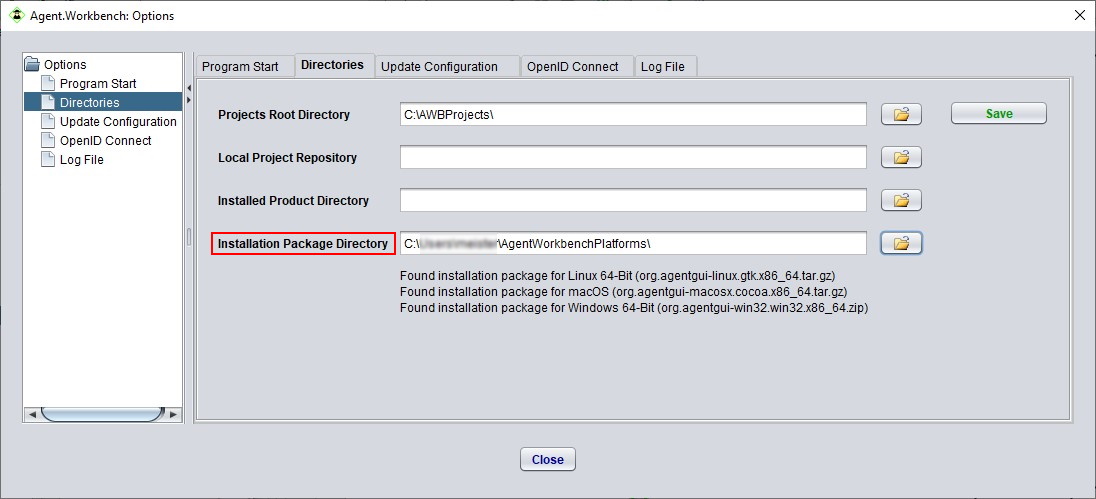 Agent.Workbench: Options
Options
Program Start
Directories
Update Configuration
OpenID Connect
Log File
Program Start Directories Update Configuration OpenID Connect Log File
Projects Root Directory C:\AWBProjects\ Save
Local Project Repository
Installed Product Directory
Installation Package Directory C:\ \AgentWorkbenchPlatforms\
Found installation package for Linux 64-Bit (org.agentgui-linux.gtk.x86_64.tar.gz)
Found installation package for macOS (org.agentgui-macosx.cocoa.x86_64.tar.gz)
Found installation package for Windows 64-Bit (org.agentgui-win32.win32.x86_64.zip)
Close